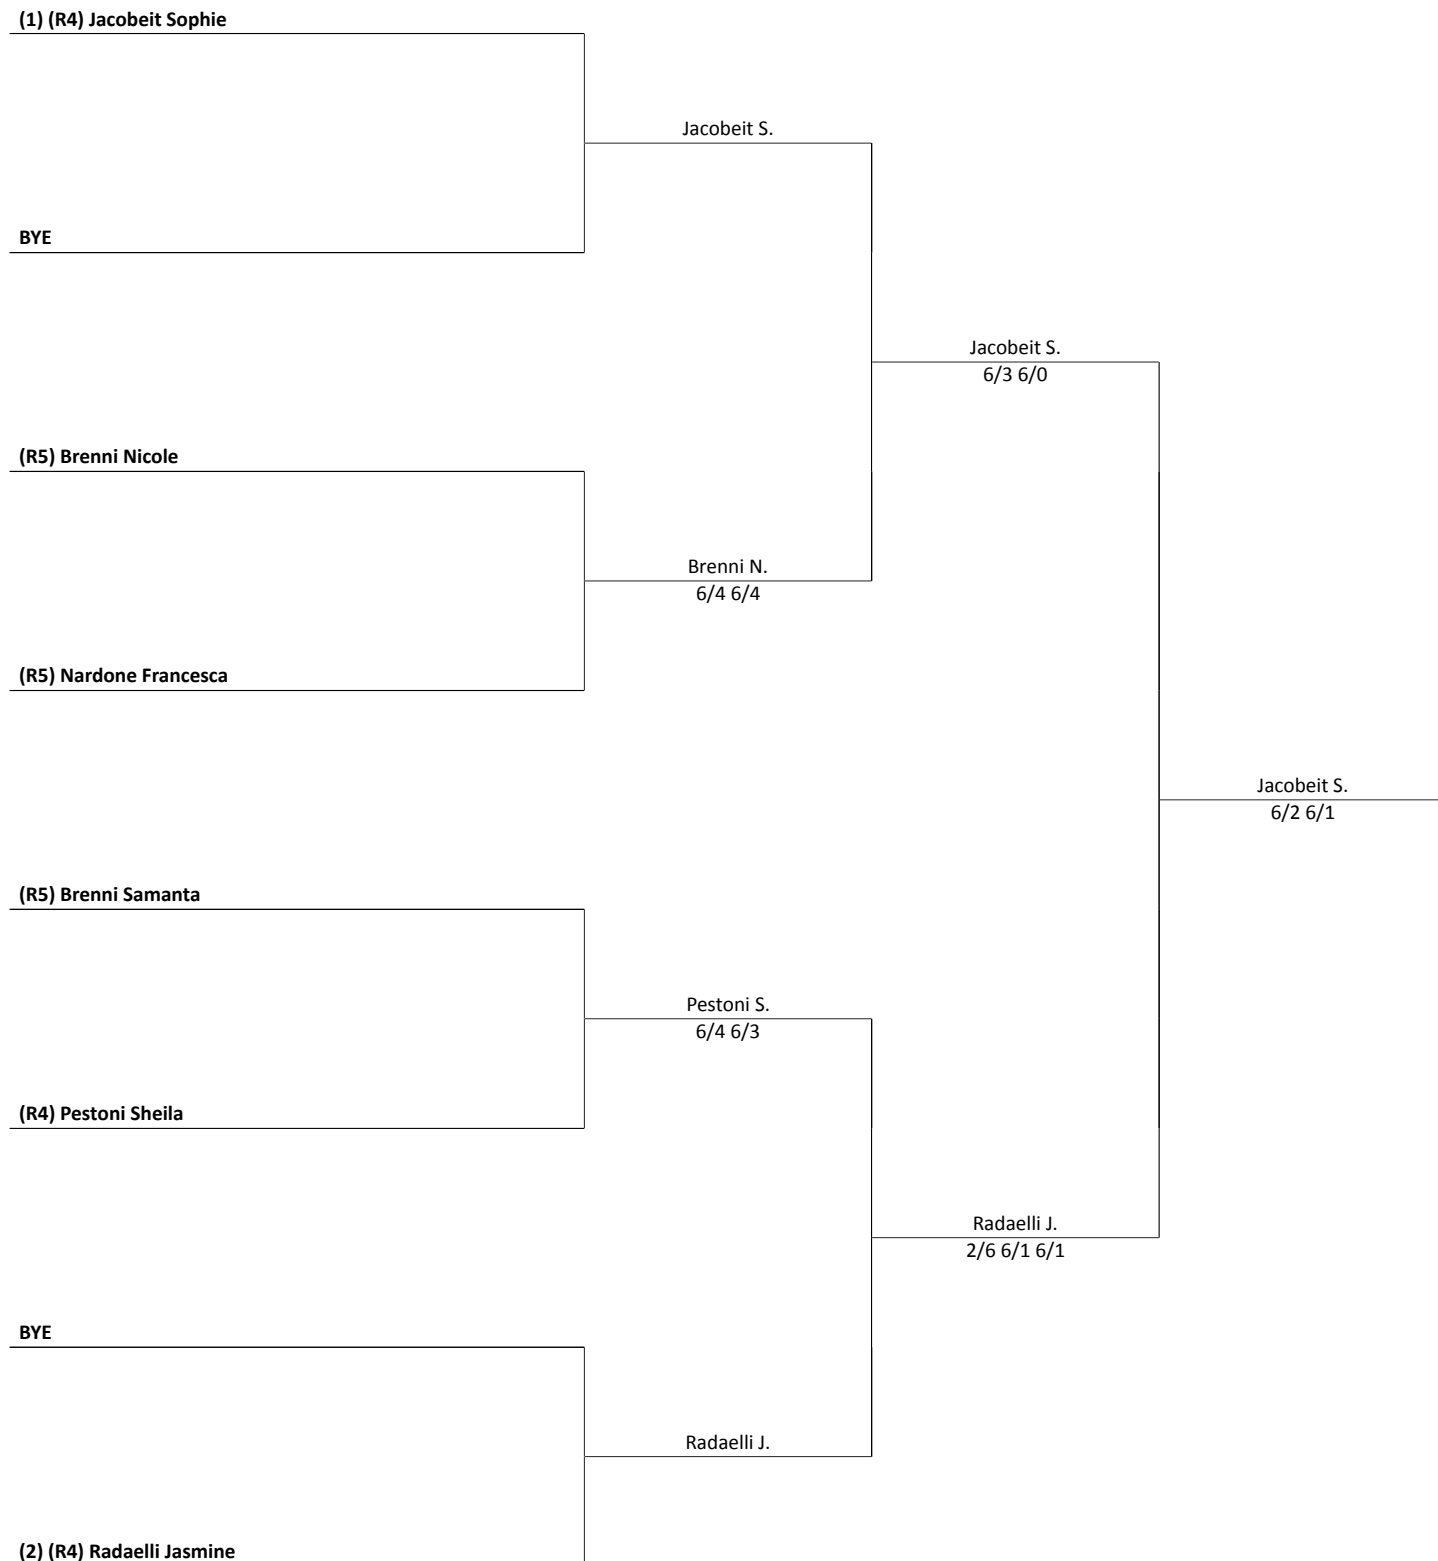 (1) (R4) Jacobeit Sophie
Jacobeit S.
BYE
Jacobeit S.
6/3 6/0
(R5) Brenni Nicole
Brenni N.
6/4 6/4
(R5) Nardone Francesca
Jacobeit S.
6/2 6/1
(R5) Brenni Samanta
Pestoni S.
6/4 6/3
(R4) Pestoni Sheila
Radaelli J.
2/6 6/1 6/1
BYE
Radaelli J.
(2) (R4) Radaelli Jasmine